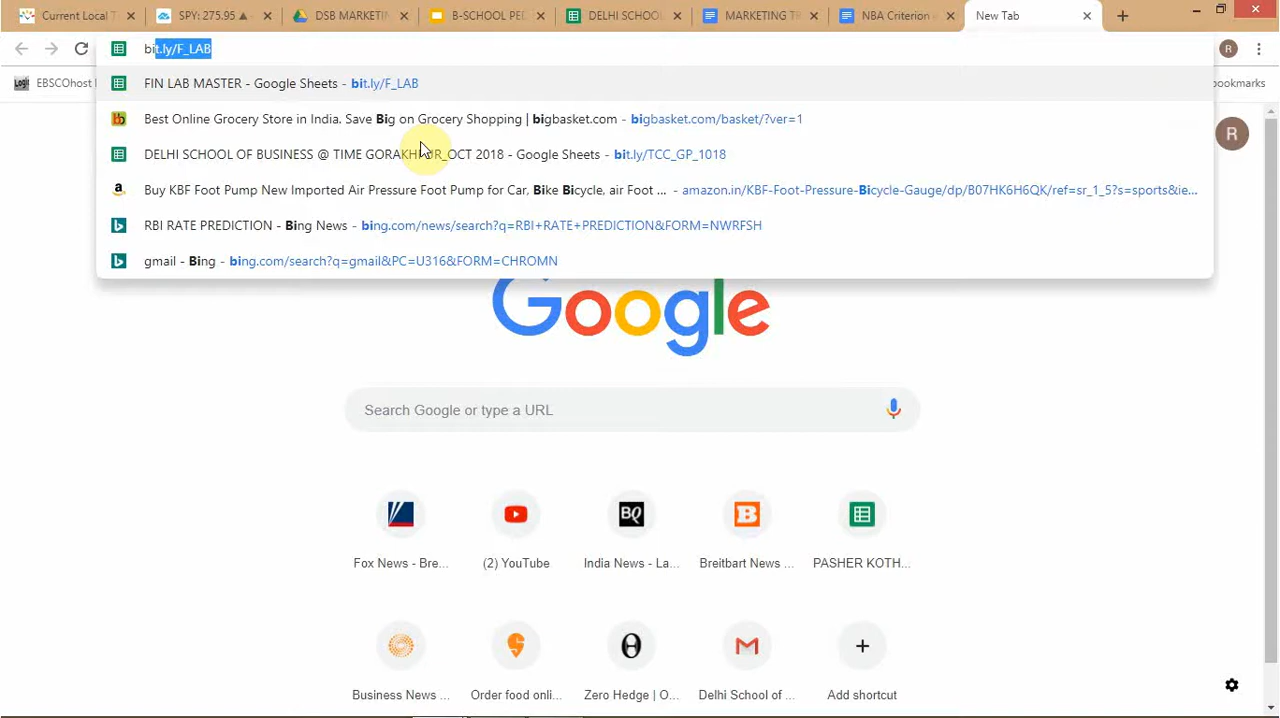 Current Local T
SPY: 275.95 ▲
DSB MARKETIN
B-SCHOOL PED
DELHI SCHOOL
MARKETING TR
NBA Criterion a
New Tab
bit.ly/F_LAB
R
EBSCOhost
ookmarks
FIN LAB MASTER - Google Sheets - bit.ly/F_LAB
Best Online Grocery Store in India. Save Big on Grocery Shopping | bigbasket.com - bigbasket.com/basket/?ver=1
R
DELHI SCHOOL OF BUSINESS @ TIME GORAKHPUR_OCT 2018 - Google Sheets - bit.ly/TCC_GP_1018
Buy KBF Foot Pump New Imported Air Pressure Foot Pump for Car, Bike Bicycle, air Foot ... - amazon.in/KBF-Foot-Pressure-Bicycle-Gauge/dp/B07HK6H6QK/ref=sr_1_5?s=sports&ie...
RBI RATE PREDICTION - Bing News - bing.com/news/search?q=RBI+RATE+PREDICTION&FORM=NWRFSH
gmail - Bing - bing.com/search?q=gmail&PC=U316&FORM=CHROMN
Google
Search Google or type a URL
BQ
Fox News - Bre...
(2) YouTube
India News - La...
Breitbart News ...
PASHER KOTH...
Business News ...
Order food onli...
Zero Hedge | O...
Delhi School of ...
Add shortcut